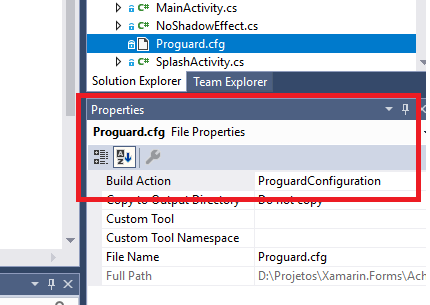 MainActivity.cs
NoShadowEffect.cs
Proguard.cfg
SplashActivity.cs
Solution Explorer Team Explorer
Properties
Proguard.cfg File Properties
Build Action ProguardConfiguration
Copy to Output Directory Do not copy
Custom Tool
Custom Tool Namespace
File Name Proguard.cfg
Full Path D:\Projetos\Xamarin.Forms\Ach